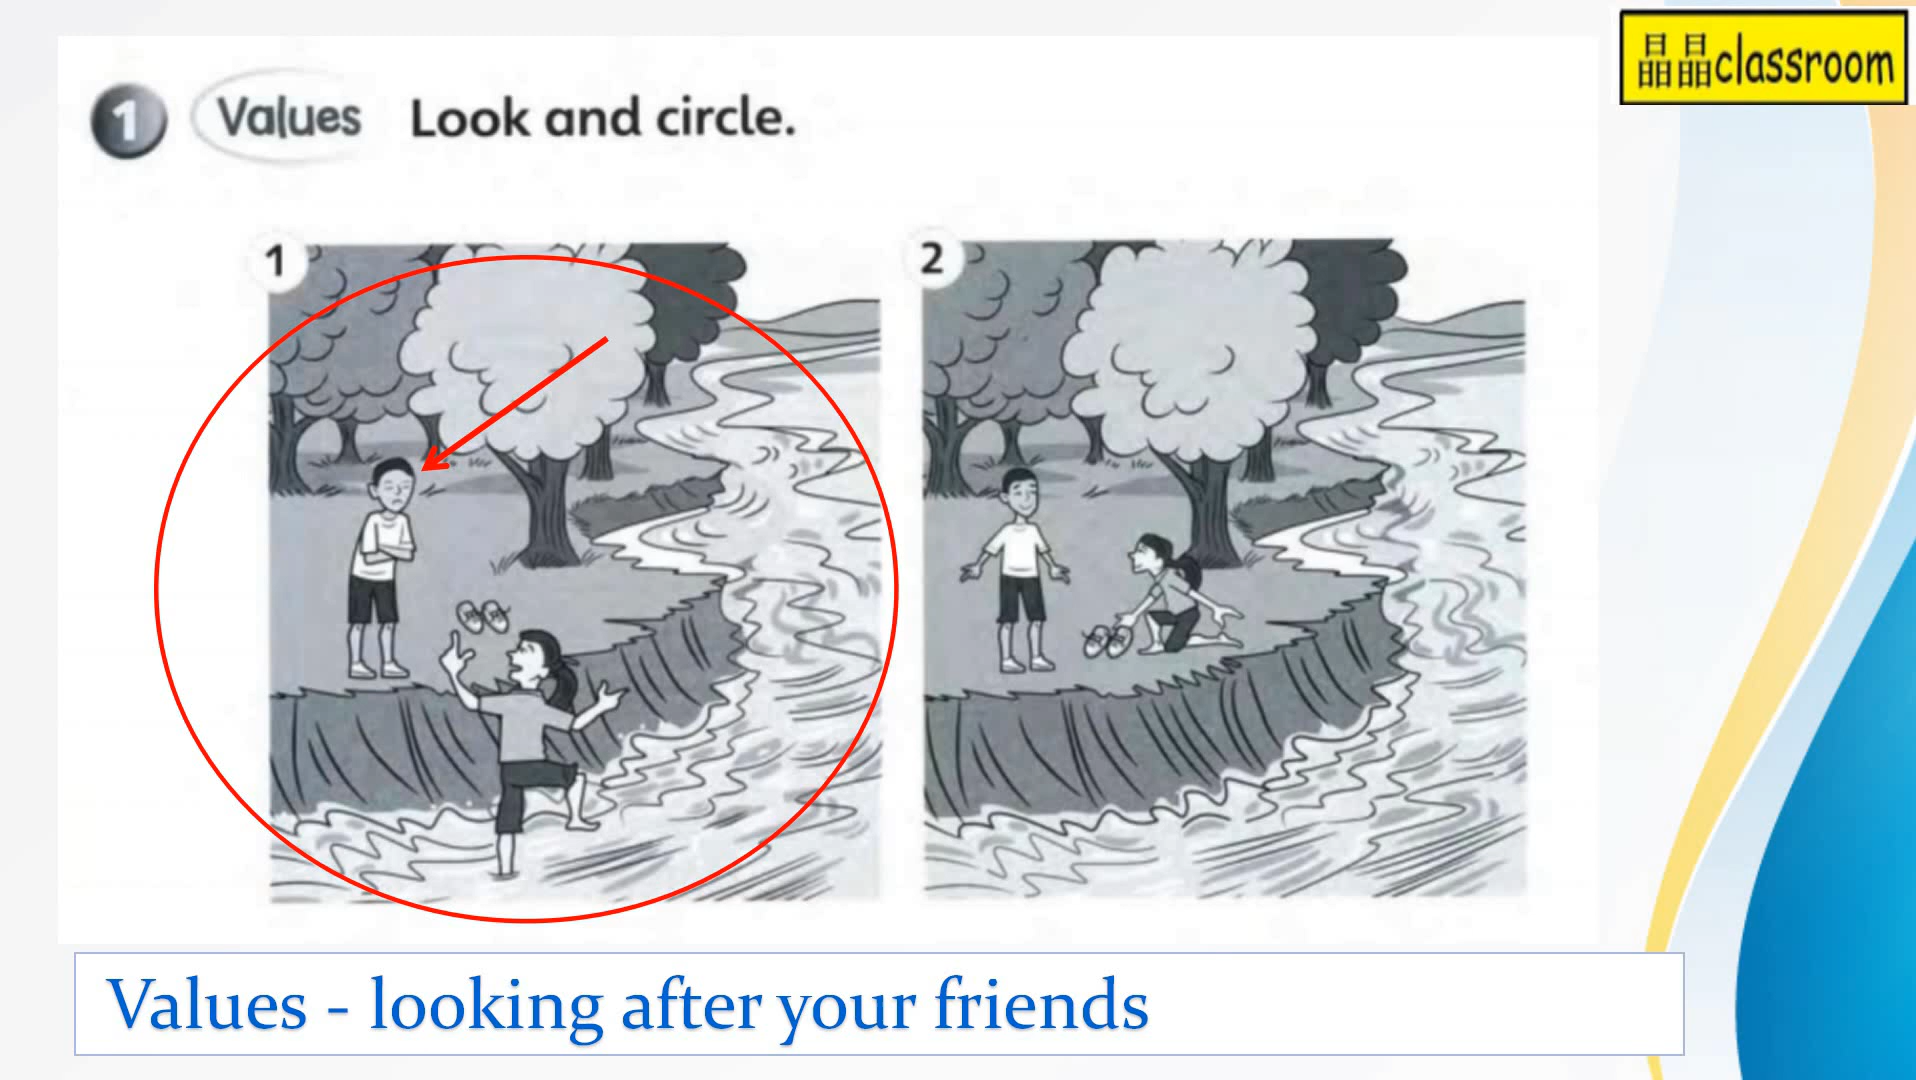 晶晶classroom
1 Values Look and circle.
1
2
Values - looking after your friends